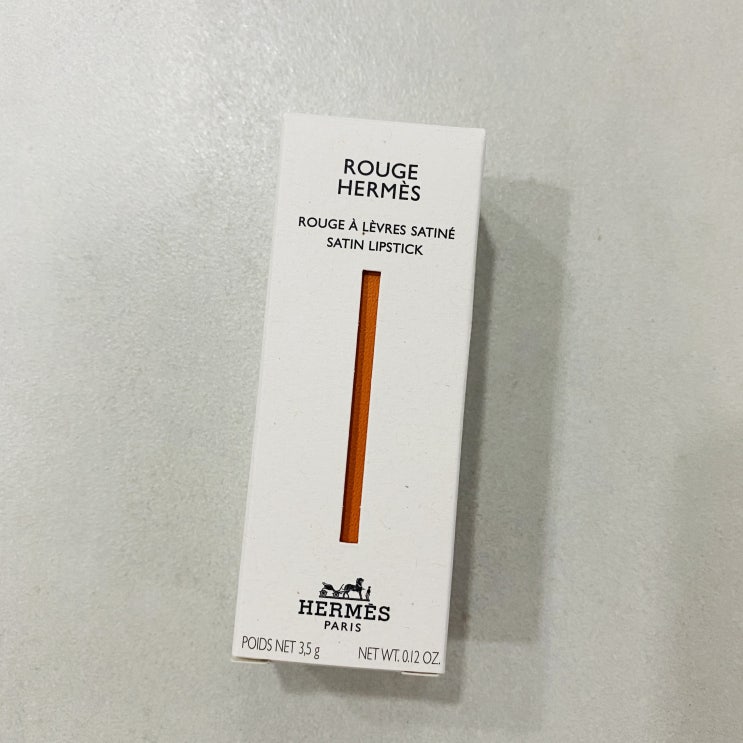 ROUGE
HERMÈS
ROUGE À LÈVRES SATINÉ
SATIN LIPSTICK
HERMÈS
PARIS
POIDS NET 3,5 g NET WT. 0.12 OZ.